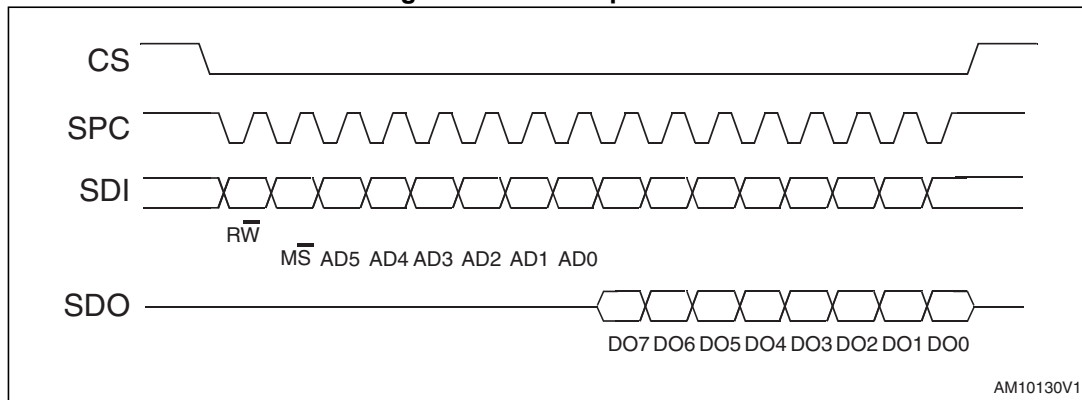 CS
SPC
SDI
RW̅
MS̅ AD5 AD4 AD3 AD2 AD1 AD0
SDO
DO7 DO6 DO5 DO4 DO3 DO2 DO1 DO0
AM10130V1